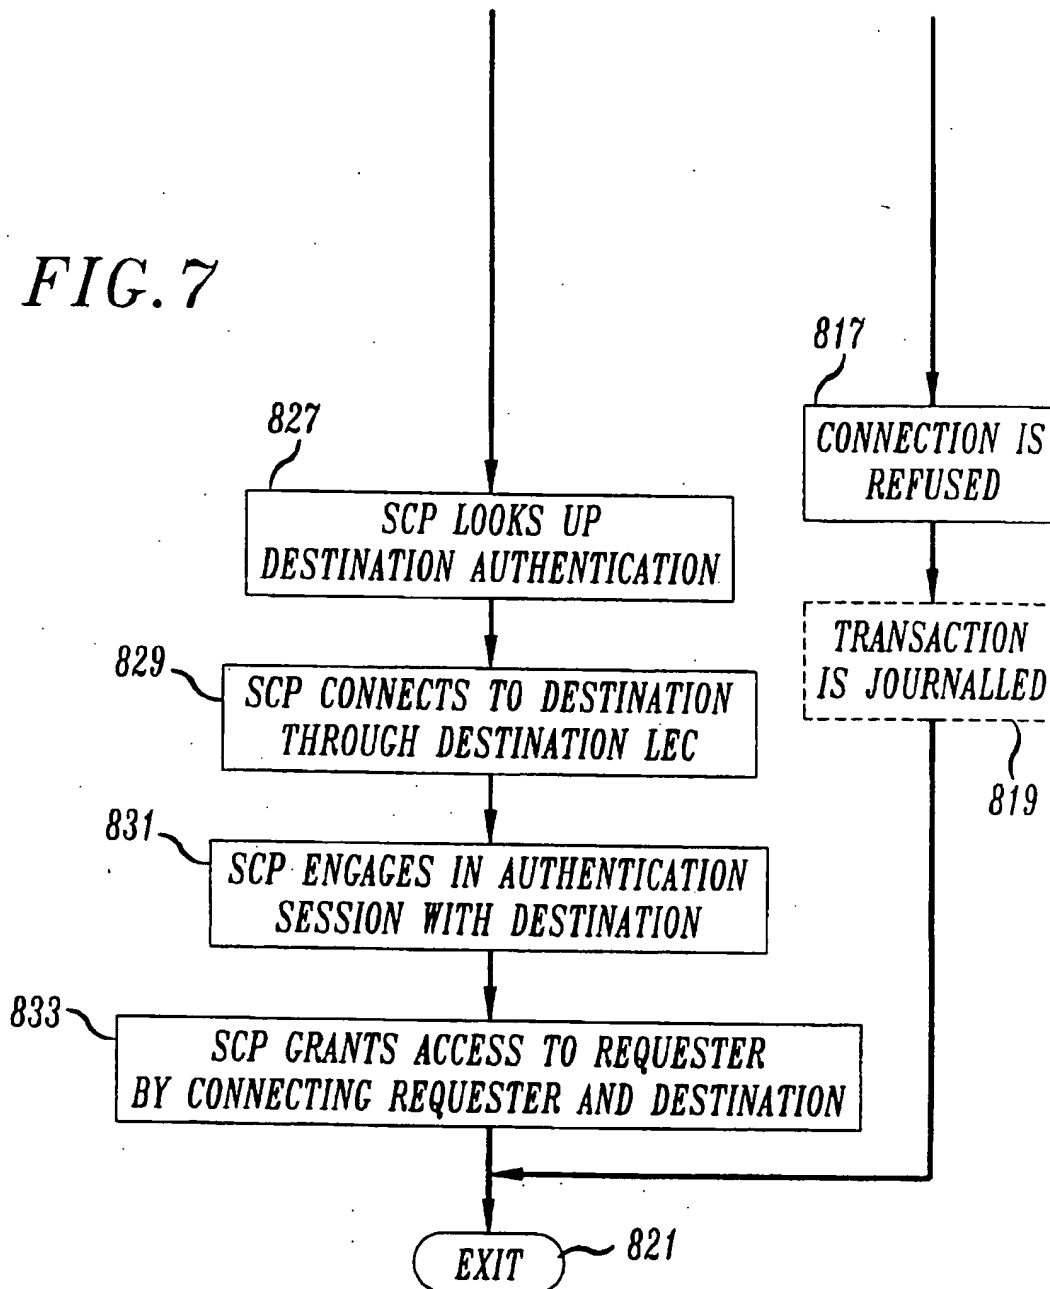 FIG. 7
817
CONNECTION IS
REFUSED
827
SCP LOOKS UP
DESTINATION AUTHENTICATION
TRANSACTION
IS JOURNALLED
819
829
SCP CONNECTS TO DESTINATION
THROUGH DESTINATION LEC
831
SCP ENGAGES IN AUTHENTICATION
SESSION WITH DESTINATION
833
SCP GRANTS ACCESS TO REQUESTER
BY CONNECTING REQUESTER AND DESTINATION
EXIT
821